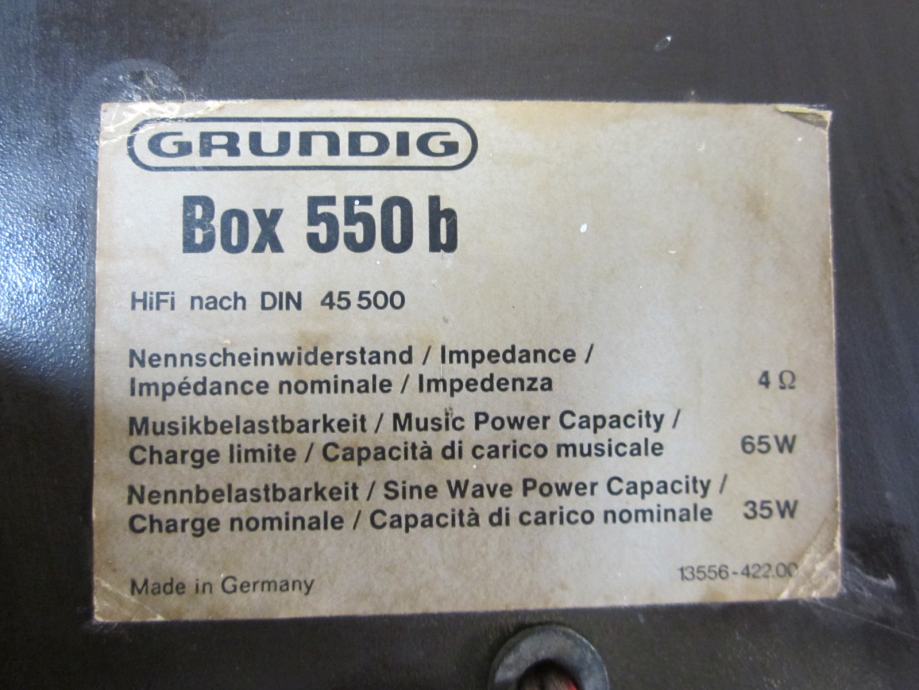 GRUNDIG
Box 550 b
HiFi nach DIN 45 500
Nennscheinwiderstand / Impedance /
Impédance nominale / Impedenza 4 Ω
Musikbelastbarkeit / Music Power Capacity /
Charge limite / Capacità di carico musicale 65 W
Nennbelastbarkeit / Sine Wave Power Capacity /
Charge nominale / Capacità di carico nominale 35 W
Made in Germany 13556-422.00